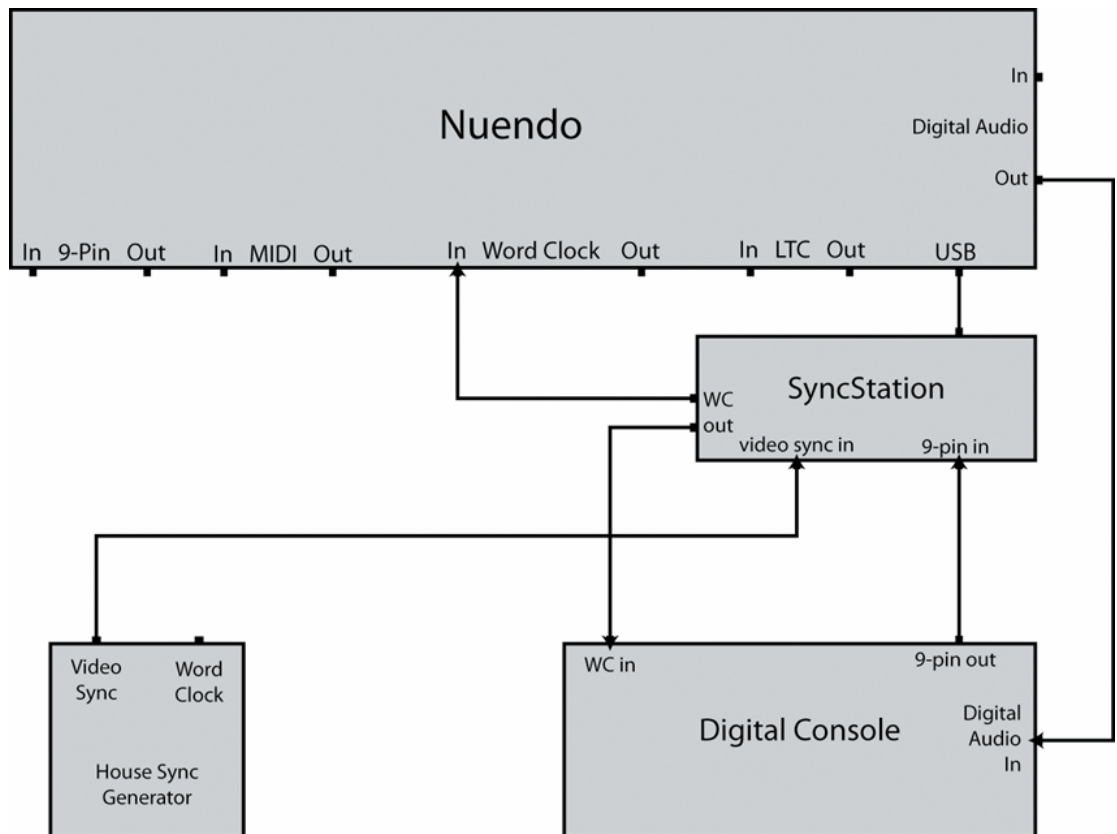 In
Nuendo
Digital Audio
Out
In 9-Pin Out In MIDI Out In Word Clock Out In LTC Out USB
SyncStation
WC
out
video sync in 9-pin in
Video
Sync
Word
Clock
House Sync
Generator
WC in 9-pin out
Digital Console
Digital
Audio
In